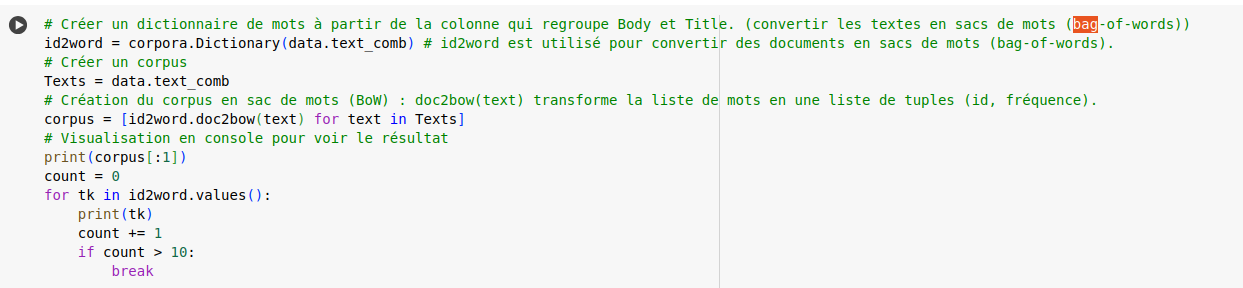 # Créer un dictionnaire de mots à partir de la colonne qui regroupe Body et Title. (convertir les textes en sacs de mots (bag-of-words))
id2word = corpora.Dictionary(data.text_comb) # id2word est utilisé pour convertir des documents en sacs de mots (bag-of-words).
# Créer un corpus
Texts = data.text_comb
# Création du corpus en sac de mots (BoW) : doc2bow(text) transforme la liste de mots en une liste de tuples (id, fréquence).
corpus = [id2word.doc2bow(text) for text in Texts]
# Visualisation en console pour voir le résultat
print(corpus[:1])
count = 0
for tk in id2word.values():
    print(tk)
    count += 1
    if count > 10:
        break